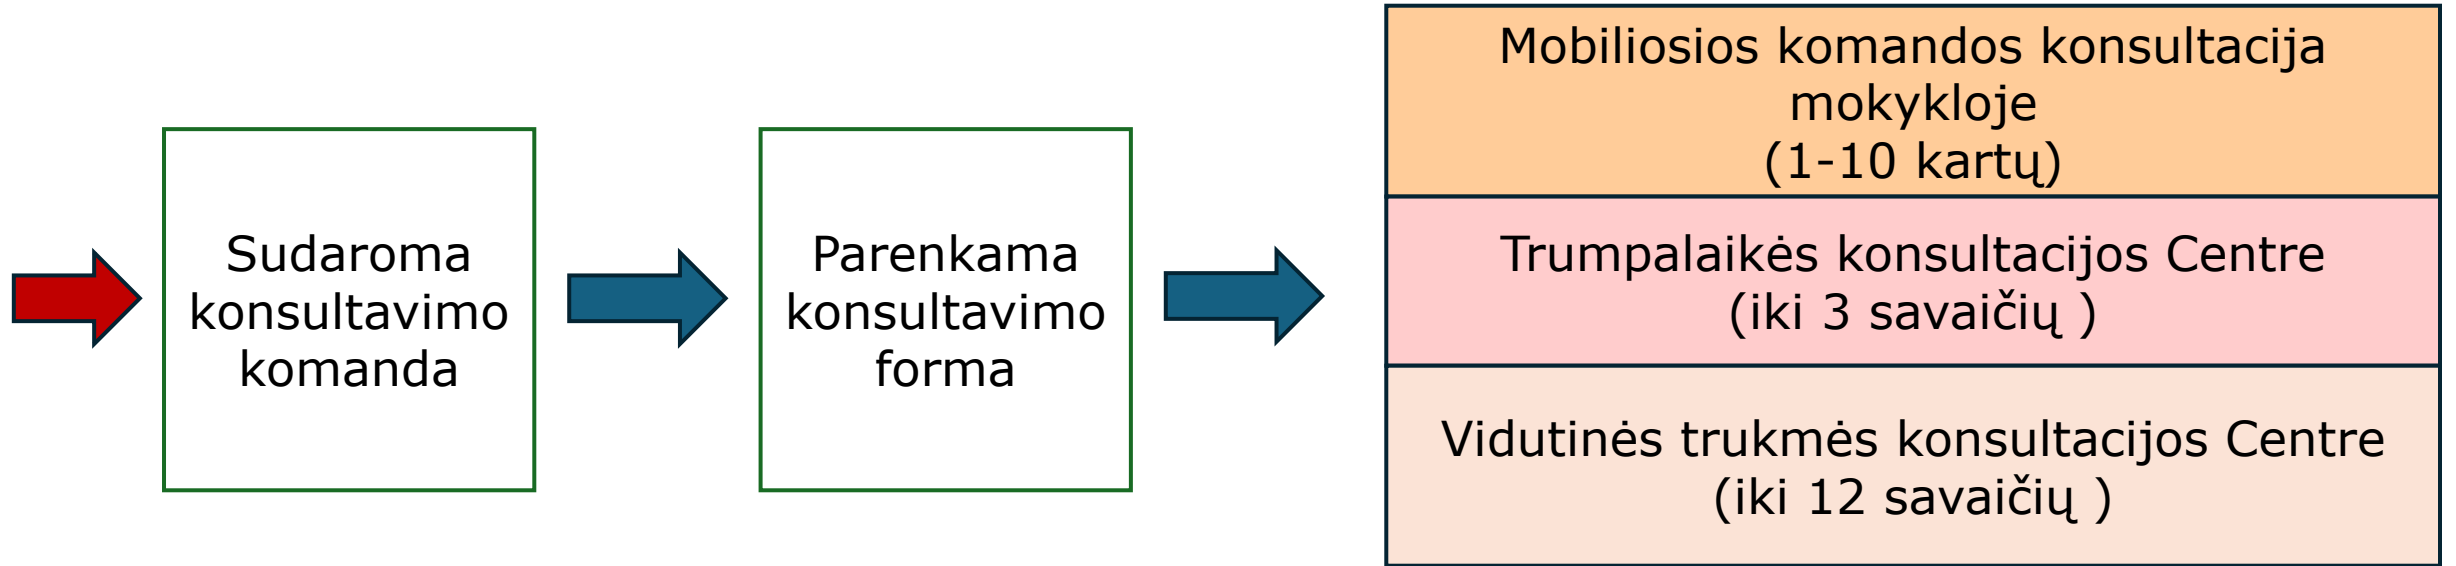 Sudaroma
konsultavimo
komanda
Parenkama
konsultavimo
forma
Mobiliosios komandos konsultacija
mokykloje
(1-10 kartų)
Trumpalaikės konsultacijos Centre
(iki 3 savaičių )
Vidutinės trukmės konsultacijos Centre
(iki 12 savaičių )